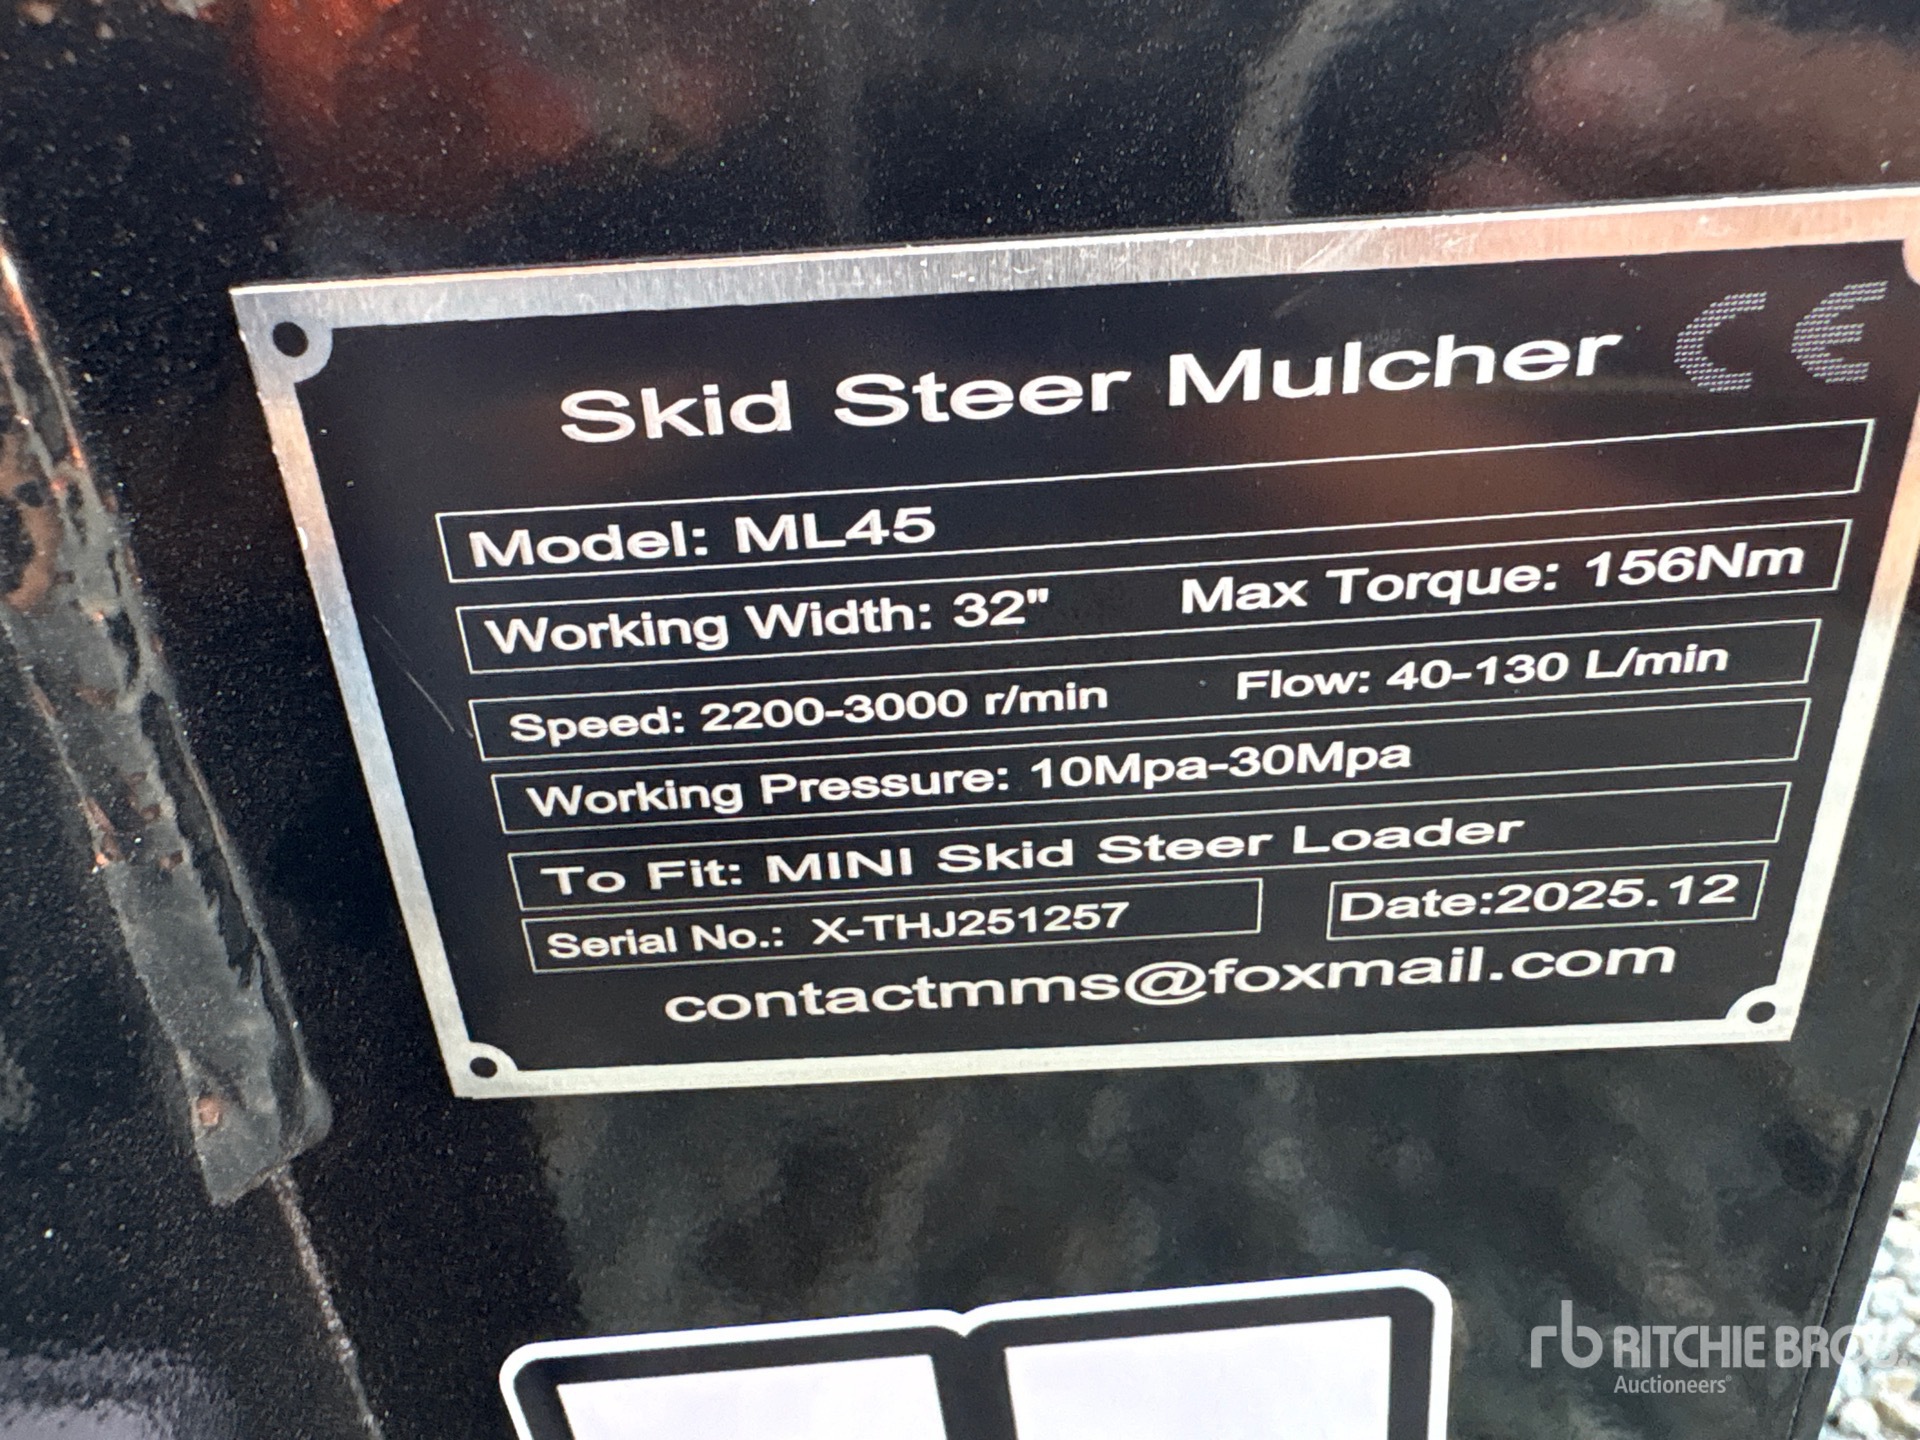 Skid Steer Mulcher CE
Model: ML45
Working Width: 32" Max Torque: 156Nm
Speed: 2200-3000 r/min Flow: 40-130 L/min
Working Pressure: 10Mpa-30Mpa
To Fit: MINI Skid Steer Loader
Serial No.: X-THJ251257 Date:2025.12
contactmms@foxmail.com
rb RITCHIE BROS.
Auctioneers®